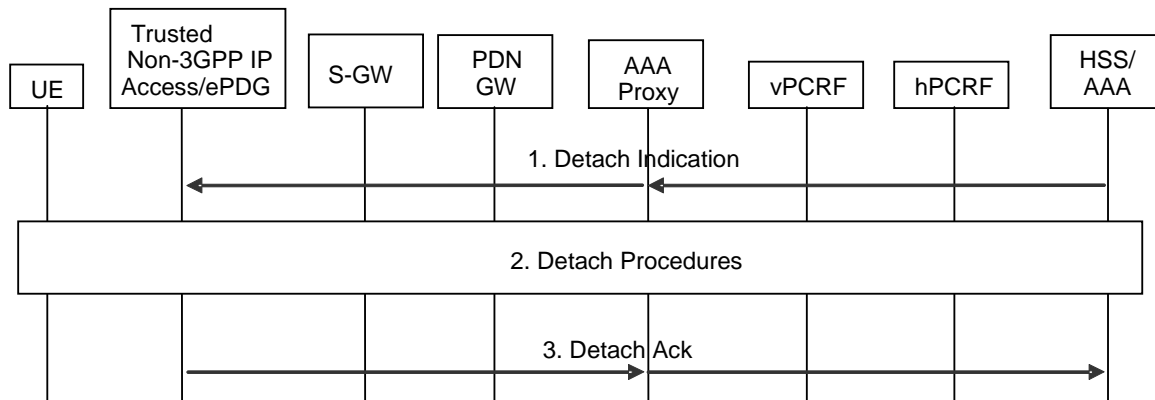 UE
Trusted
Non-3GPP IP
Access/ePDG
S-GW
PDN
GW
AAA
Proxy
vPCRF
hPCRF
HSS/
AAA
1. Detach Indication
2. Detach Procedures
3. Detach Ack